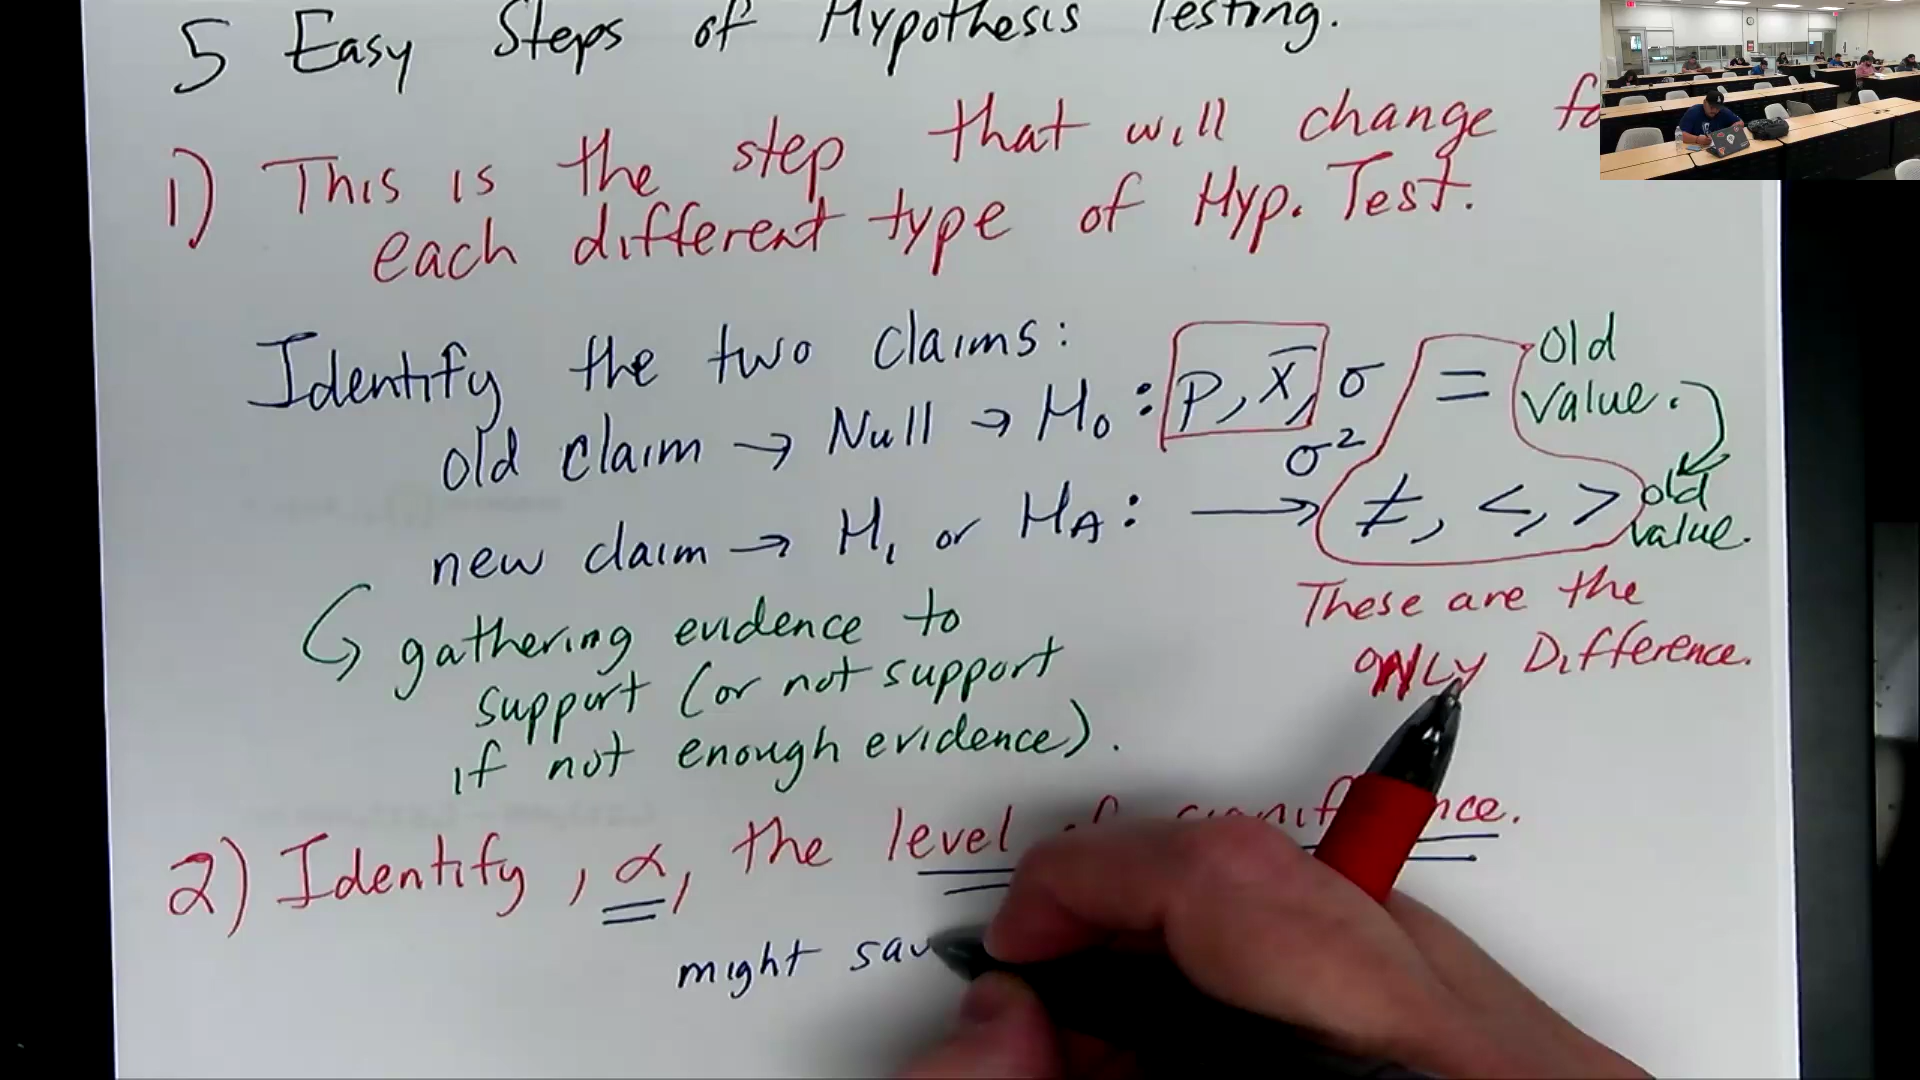 5 Easy Steps of Hypothesis Testing.
1) This is the step that will change
each different type of Hyp. Test.
Identify the two claims:
old claim → Null → H₀ : p, x̄, σ = Old
σ² value.
new claim → H₁ or H_A : → ≠, <, > old
value.
gathering evidence to These are the
support (or not support ONLY Difference.
if not enough evidence).
2) Identify, α, the level of significance.
might